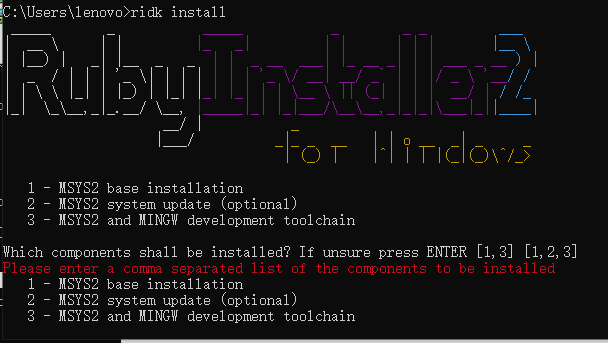 C:\Users\lenovo>ridk install
RubyInstaller2
for Windows
1 - MSYS2 base installation
2 - MSYS2 system update (optional)
3 - MSYS2 and MINGW development toolchain
Which components shall be installed? If unsure press ENTER [1,3] [1,2,3]
Please enter a comma separated list of the components to be installed
1 - MSYS2 base installation
2 - MSYS2 system update (optional)
3 - MSYS2 and MINGW development toolchain